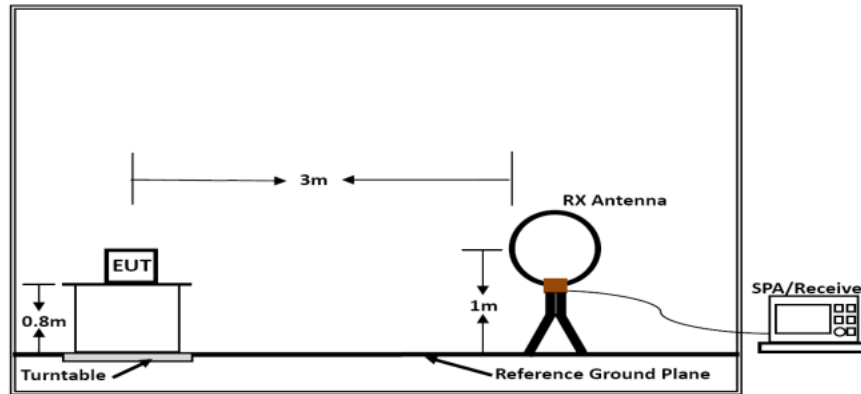 3m
RX Antenna
EUT
SPA/Receive
0.8m
1m
Turntable
Reference Ground Plane